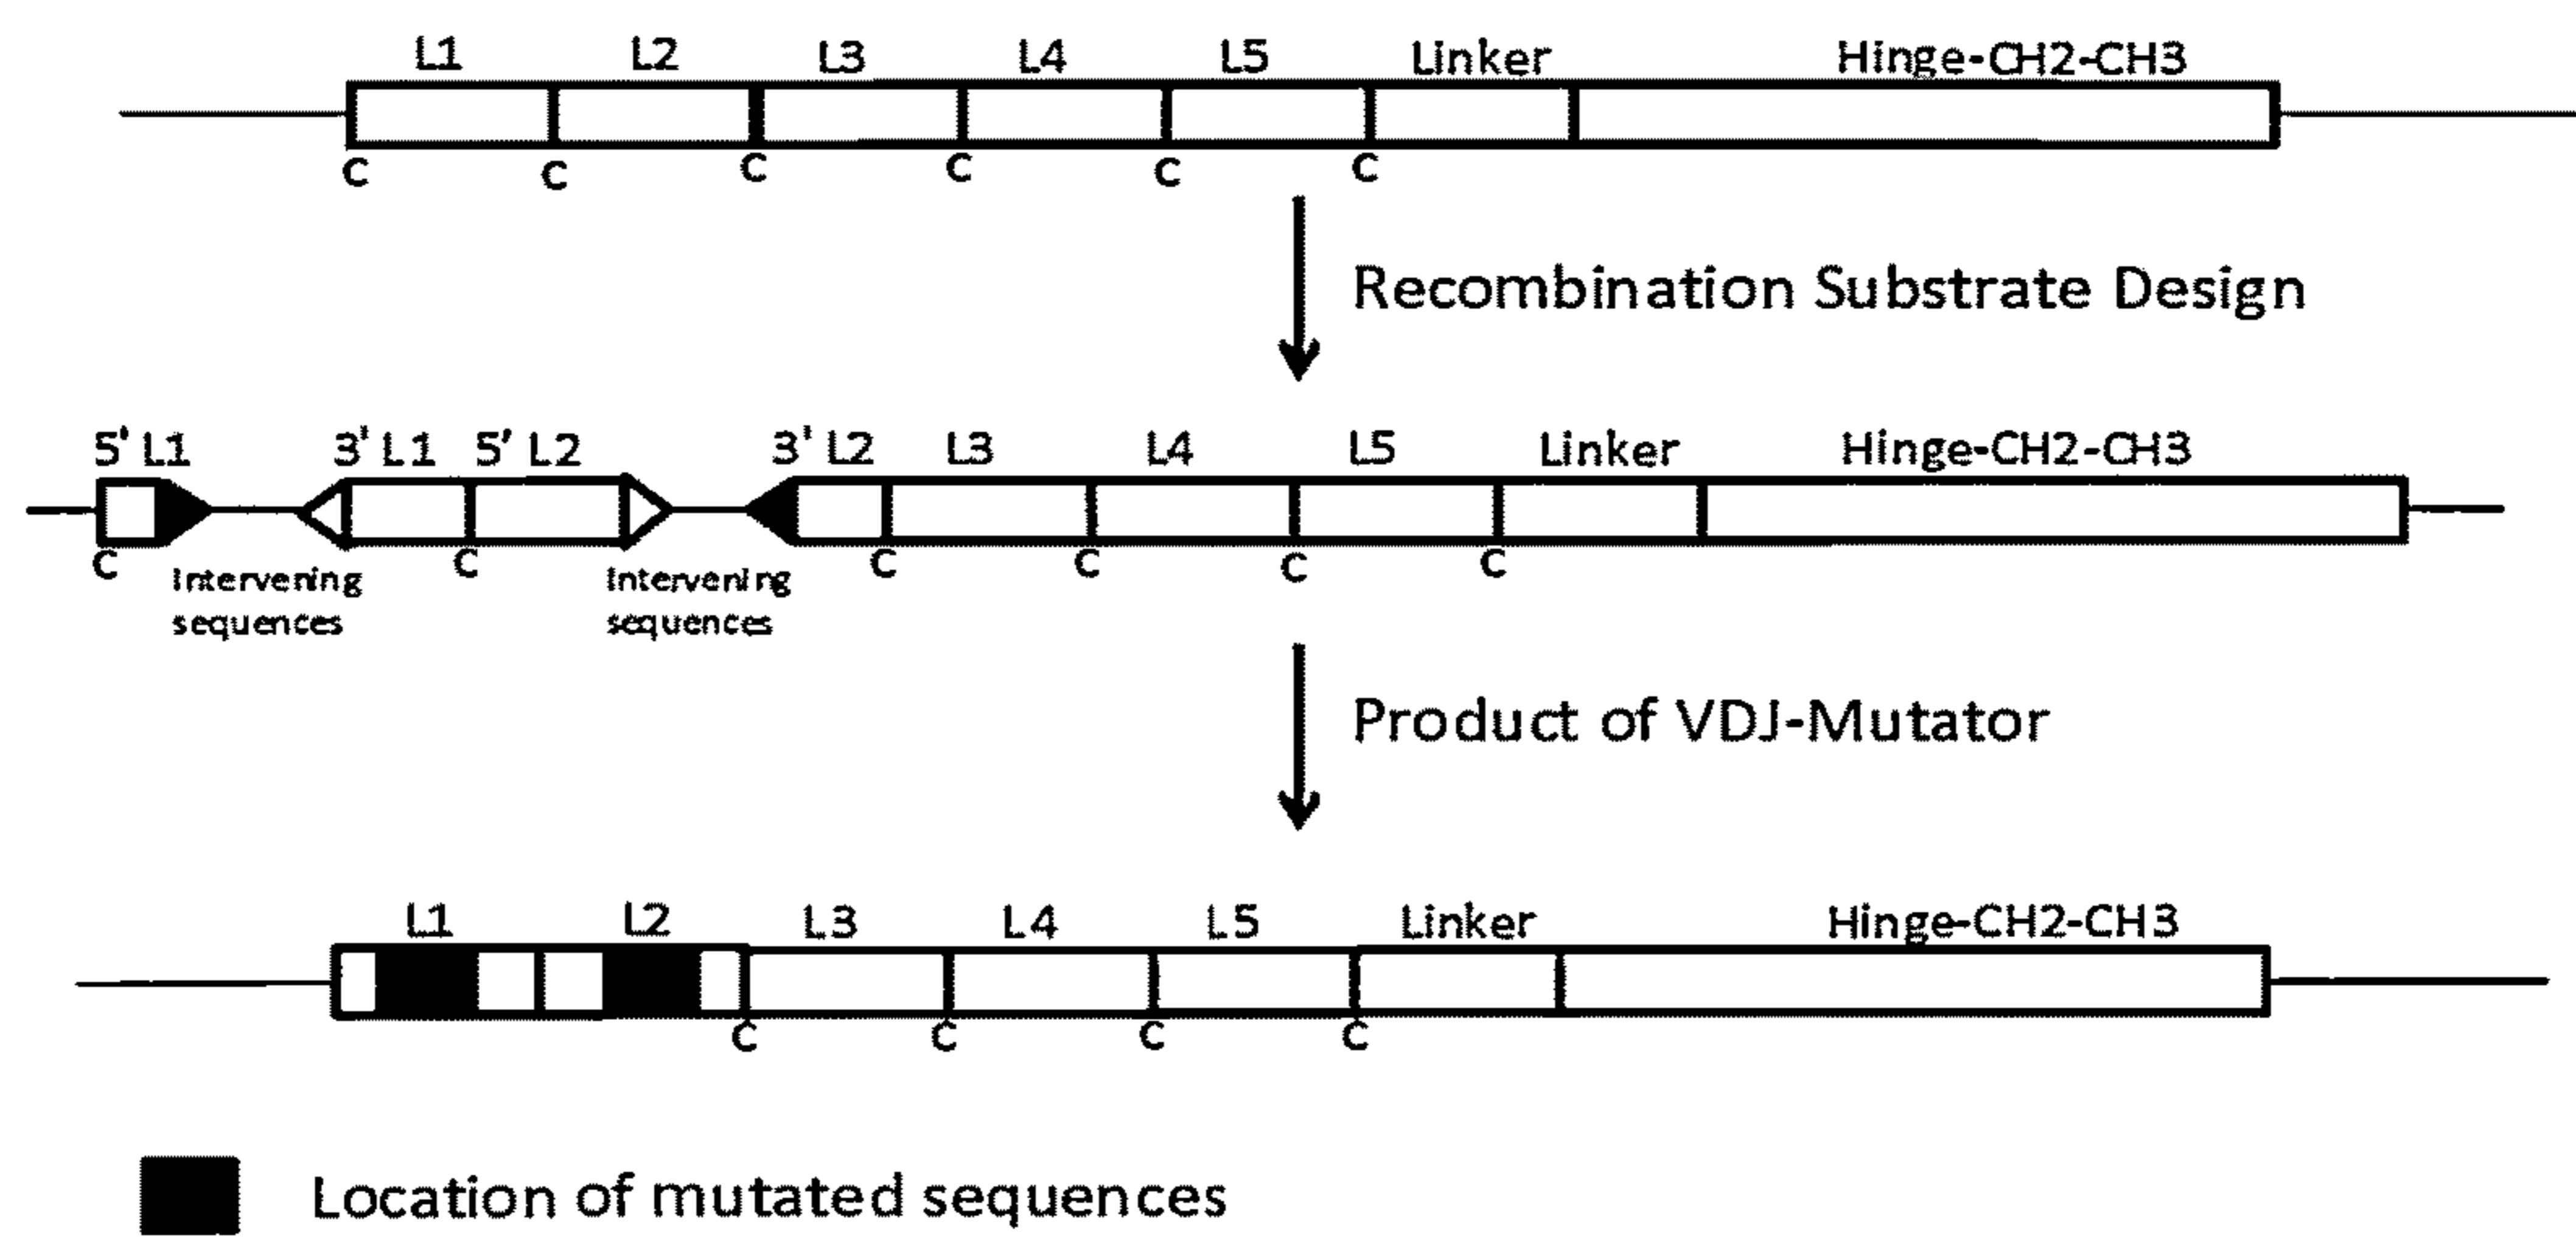 L1 L2 L3 L4 L5 Linker Hinge-CH2-CH3
C C C C C C
Recombination Substrate Design
5' L1 3' L1 5' L2 3' L2 L3 L4 L5 Linker Hinge-CH2-CH3
C C C C C C
Intervening Intervening
sequences sequences
Product of VDJ-Mutator
L1 L2 L3 L4 L5 Linker Hinge-CH2-CH3
C C C C
Location of mutated sequences